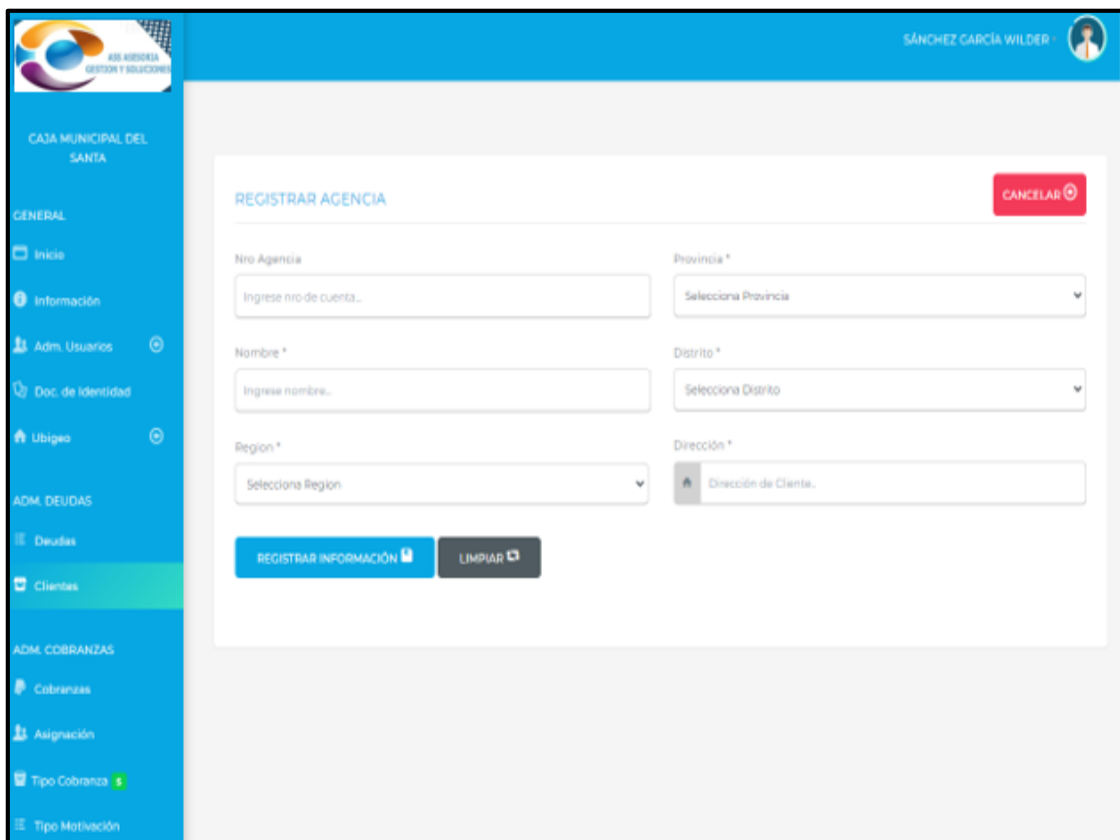 ASESORIA
GESTION Y SOLUCIONES
SÁNCHEZ GARCÍA WILDER
CAJA MUNICIPAL DEL
SANTA
GENERAL
Inicio
Información
Adm. Usuarios
Doc. de Identidad
Ubigeo
ADM. DEUDAS
Deudas
Clientes
ADM. COBRANZAS
Cobranzas
Asignación
Tipo Cobranza
Tipo Motivación
REGISTRAR AGENCIA
CANCELAR
Nro Agencia
Ingrese nro de cuenta..
Provincia *
Selecciona Provincia
Nombre *
Ingrese nombre..
Distrito *
Selecciona Distrito
Region *
Selecciona Region
Dirección *
Dirección de Cliente..
REGISTRAR INFORMACIÓN
LIMPIAR